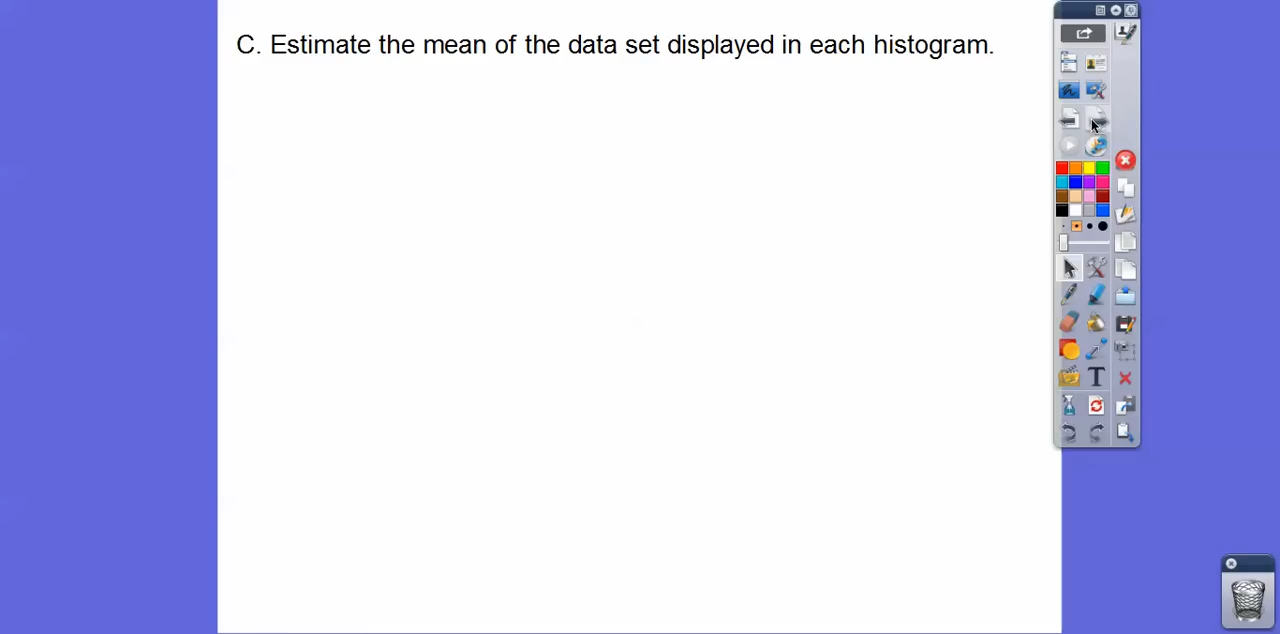 C. Estimate the mean of the data set displayed in each histogram.